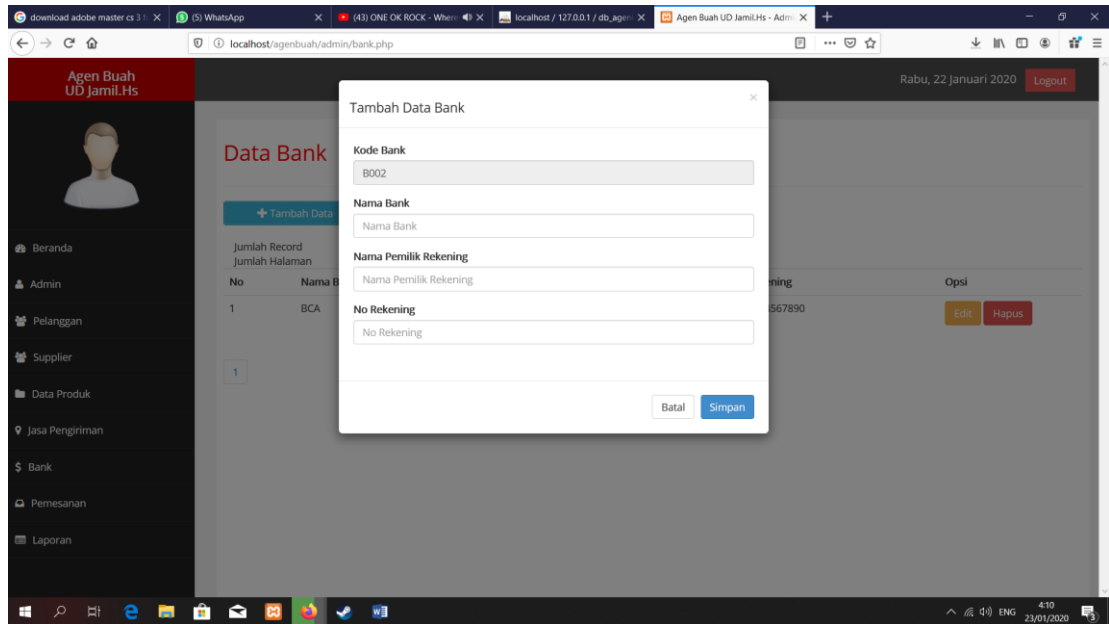 download adobe master cs 3 f
(5) WhatsApp
(43) ONE OK ROCK - Where
localhost / 127.0.0.1 / db_agen
Agen Buah UD Jamil.Hs - Admi
localhost/agenbuah/admin/bank.php
Agen Buah
UD Jamil.Hs
Rabu, 22 Januari 2020
Logout
Beranda
Admin
Pelanggan
Supplier
Data Produk
Jasa Pengiriman
$ Bank
Pemesanan
Laporan
Data Bank
Tambah Data
Jumlah Record
Jumlah Halaman
No Nama B ening Opsi
1 BCA 567890 Edit Hapus
1
Tambah Data Bank
×
Kode Bank
B002
Nama Bank
Nama Bank
Nama Pemilik Rekening
Nama Pemilik Rekening
No Rekening
No Rekening
Batal Simpan
ENG
4:10
23/01/2020
3